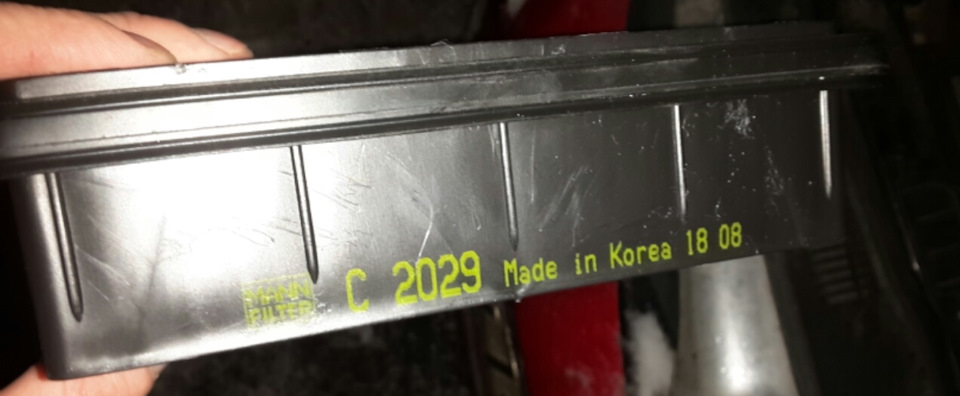 MANN
FILTER
C 2029 Made in Korea 18 08